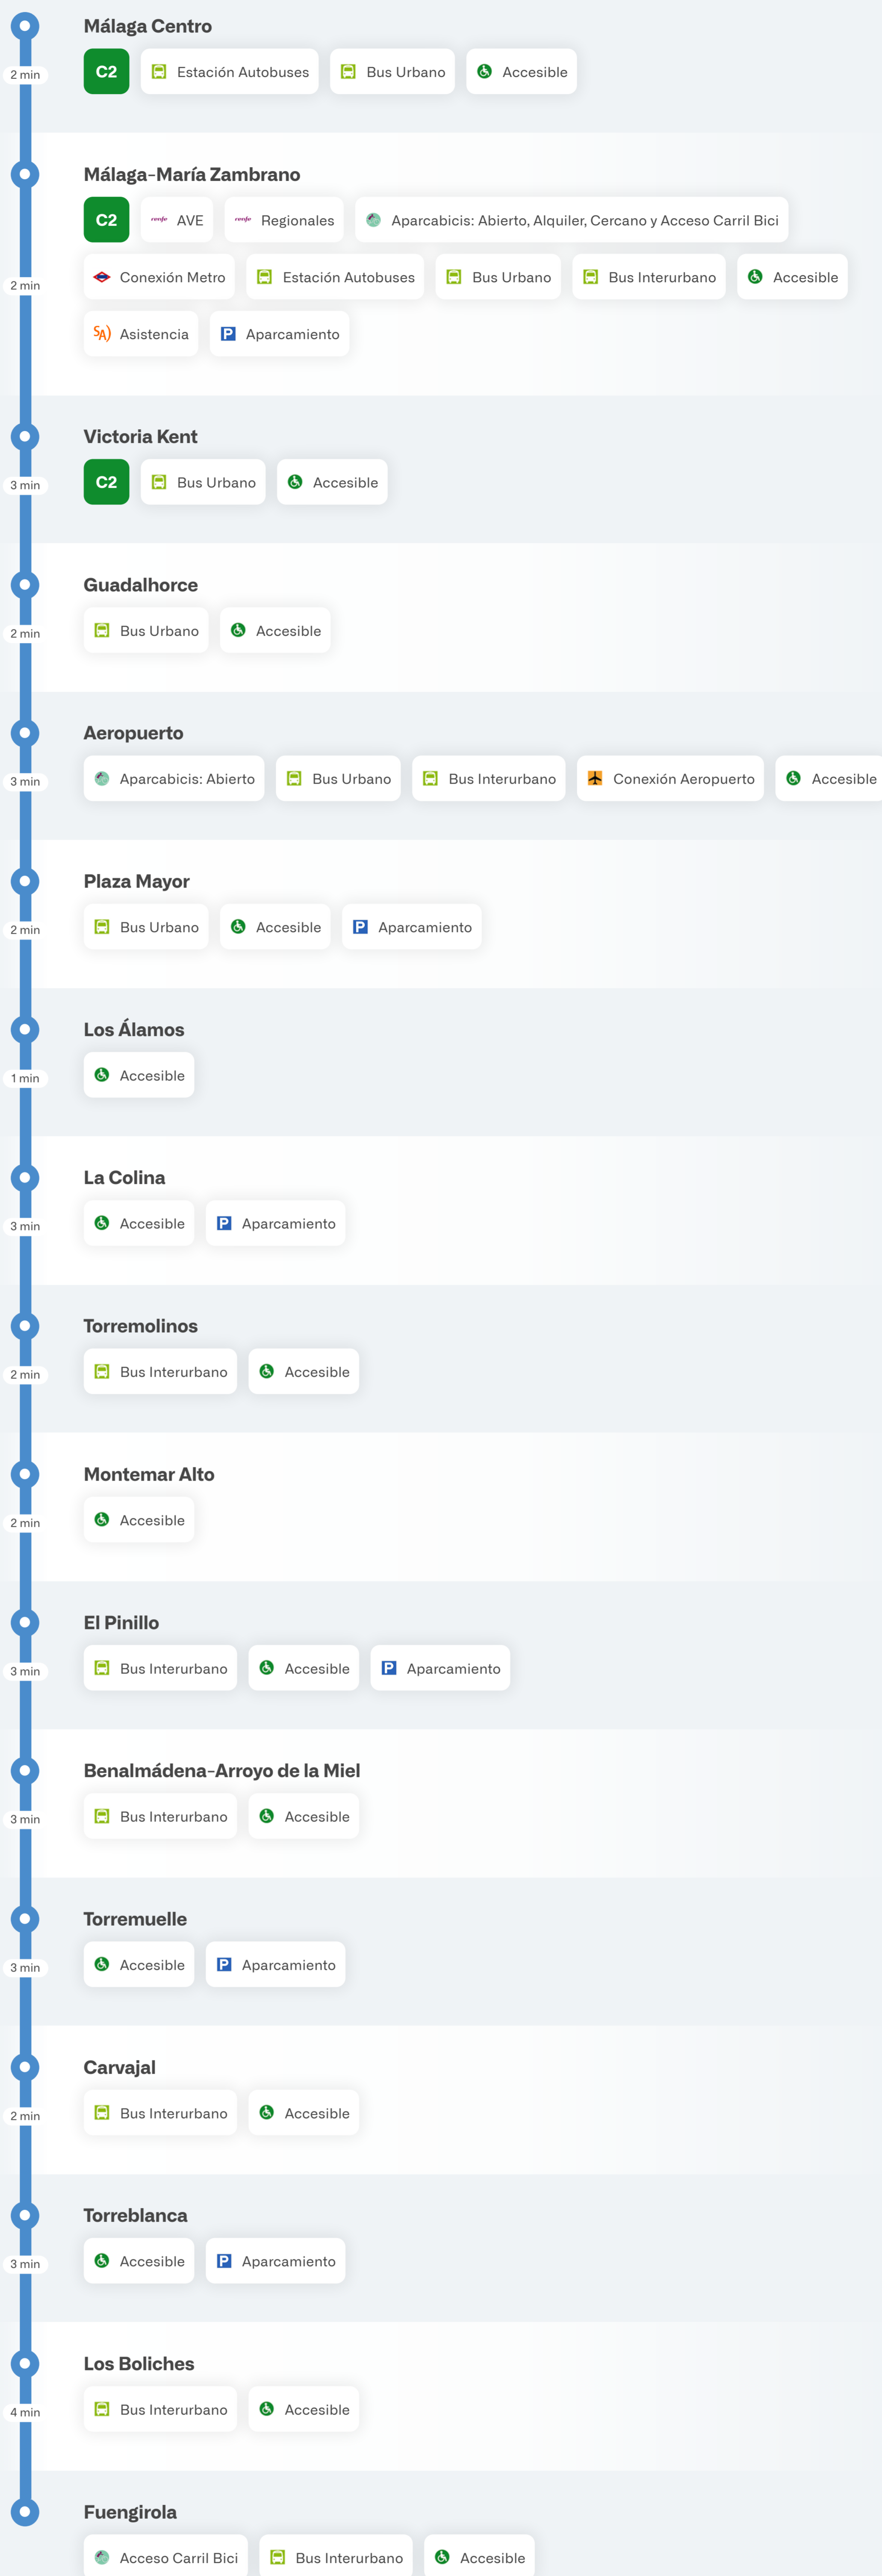 Málaga Centro
C2 Estación Autobuses Bus Urbano Accesible
2 min
Málaga-María Zambrano
C2 renfe AVE renfe Regionales Aparcabicis: Abierto, Alquiler, Cercano y Acceso Carril Bici
Conexión Metro Estación Autobuses Bus Urbano Bus Interurbano Accesible
2 min
SA) Asistencia P Aparcamiento
Victoria Kent
C2 Bus Urbano Accesible
3 min
Guadalhorce
Bus Urbano Accesible
2 min
Aeropuerto
Aparcabicis: Abierto Bus Urbano Bus Interurbano Conexión Aeropuerto Accesible
3 min
Plaza Mayor
Bus Urbano Accesible P Aparcamiento
2 min
Los Álamos
Accesible
1 min
La Colina
Accesible P Aparcamiento
3 min
Torremolinos
Bus Interurbano Accesible
2 min
Montemar Alto
Accesible
2 min
El Pinillo
Bus Interurbano Accesible P Aparcamiento
3 min
Benalmádena-Arroyo de la Miel
Bus Interurbano Accesible
3 min
Torremuelle
Accesible P Aparcamiento
3 min
Carvajal
Bus Interurbano Accesible
2 min
Torreblanca
Accesible P Aparcamiento
3 min
Los Boliches
Bus Interurbano Accesible
4 min
Fuengirola
Acceso Carril Bici Bus Interurbano Accesible